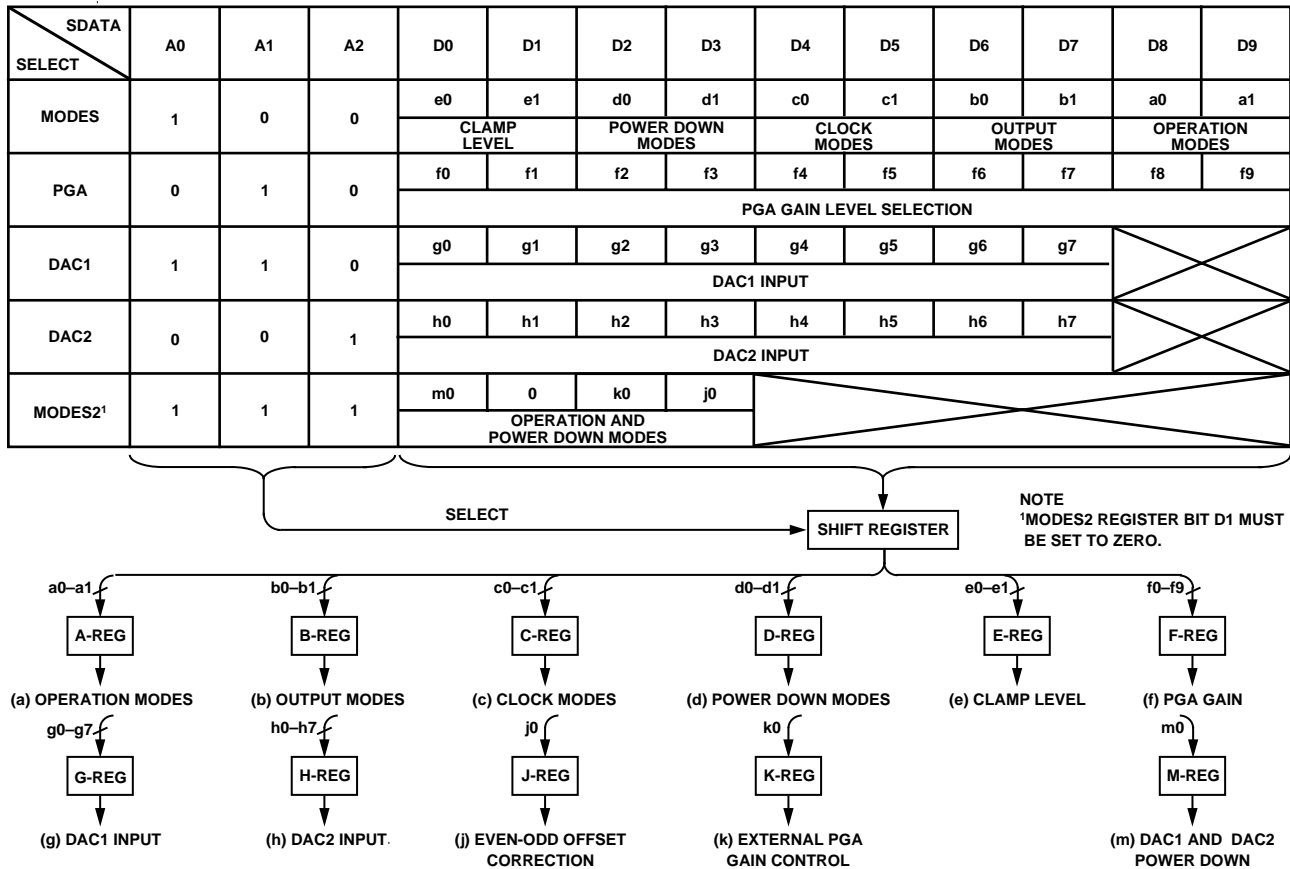 SDATA
SELECT
A0 A1 A2 D0 D1 D2 D3 D4 D5 D6 D7 D8 D9
MODES 1 0 0 e0 e1 d0 d1 c0 c1 b0 b1 a0 a1
CLAMP LEVEL
POWER DOWN MODES
CLOCK MODES
OUTPUT MODES
OPERATION MODES
PGA 0 1 0 f0 f1 f2 f3 f4 f5 f6 f7 f8 f9
PGA GAIN LEVEL SELECTION
DAC1 1 1 0 g0 g1 g2 g3 g4 g5 g6 g7
DAC1 INPUT
DAC2 0 0 1 h0 h1 h2 h3 h4 h5 h6 h7
DAC2 INPUT
MODES2¹ 1 1 1 m0 0 k0 j0
OPERATION AND
POWER DOWN MODES
SELECT
SHIFT REGISTER
NOTE
¹MODES2 REGISTER BIT D1 MUST
BE SET TO ZERO.
a0–a1 b0–b1 c0–c1 d0–d1 e0–e1 f0–f9
A-REG B-REG C-REG D-REG E-REG F-REG
(a) OPERATION MODES (b) OUTPUT MODES (c) CLOCK MODES (d) POWER DOWN MODES (e) CLAMP LEVEL (f) PGA GAIN
g0–g7 h0–h7 j0 k0 m0
G-REG H-REG J-REG K-REG M-REG
(g) DAC1 INPUT (h) DAC2 INPUT (j) EVEN-ODD OFFSET (k) EXTERNAL PGA (m) DAC1 AND DAC2
CORRECTION GAIN CONTROL POWER DOWN